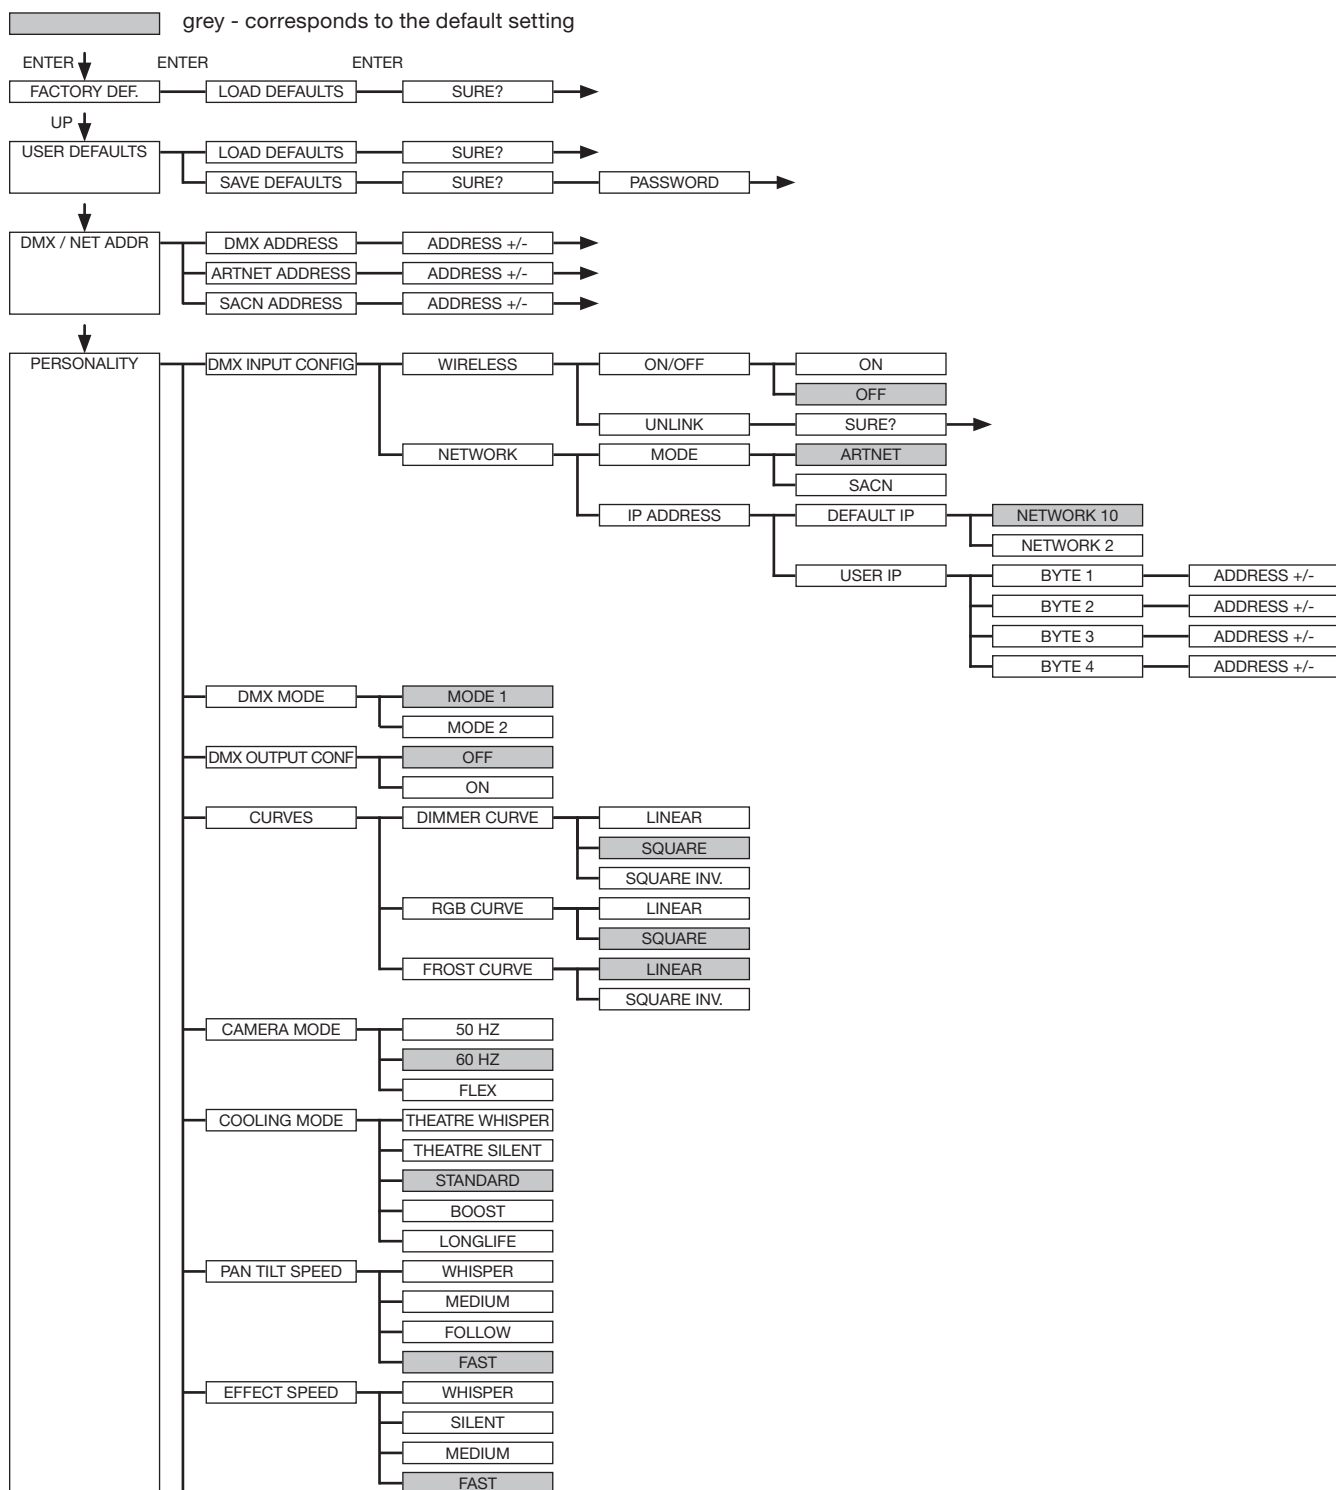 grey - corresponds to the default setting
ENTER ENTER ENTER
FACTORY DEF. LOAD DEFAULTS SURE?
UP
USER DEFAULTS LOAD DEFAULTS SURE?
SAVE DEFAULTS SURE? PASSWORD
DMX / NET ADDR DMX ADDRESS ADDRESS +/-
ARTNET ADDRESS ADDRESS +/-
SACN ADDRESS ADDRESS +/-
PERSONALITY DMX INPUT CONFIG WIRELESS ON/OFF ON
OFF
UNLINK SURE?
NETWORK MODE ARTNET
SACN
IP ADDRESS DEFAULT IP NETWORK 10
NETWORK 2
USER IP BYTE 1 ADDRESS +/-
BYTE 2 ADDRESS +/-
BYTE 3 ADDRESS +/-
BYTE 4 ADDRESS +/-
DMX MODE MODE 1
MODE 2
DMX OUTPUT CONF OFF
ON
CURVES DIMMER CURVE LINEAR
SQUARE
SQUARE INV.
RGB CURVE LINEAR
SQUARE
FROST CURVE LINEAR
SQUARE INV.
CAMERA MODE 50 HZ
60 HZ
FLEX
COOLING MODE THEATRE WHISPER
THEATRE SILENT
STANDARD
BOOST
LONGLIFE
PAN TILT SPEED WHISPER
MEDIUM
FOLLOW
FAST
EFFECT SPEED WHISPER
SILENT
MEDIUM
FAST